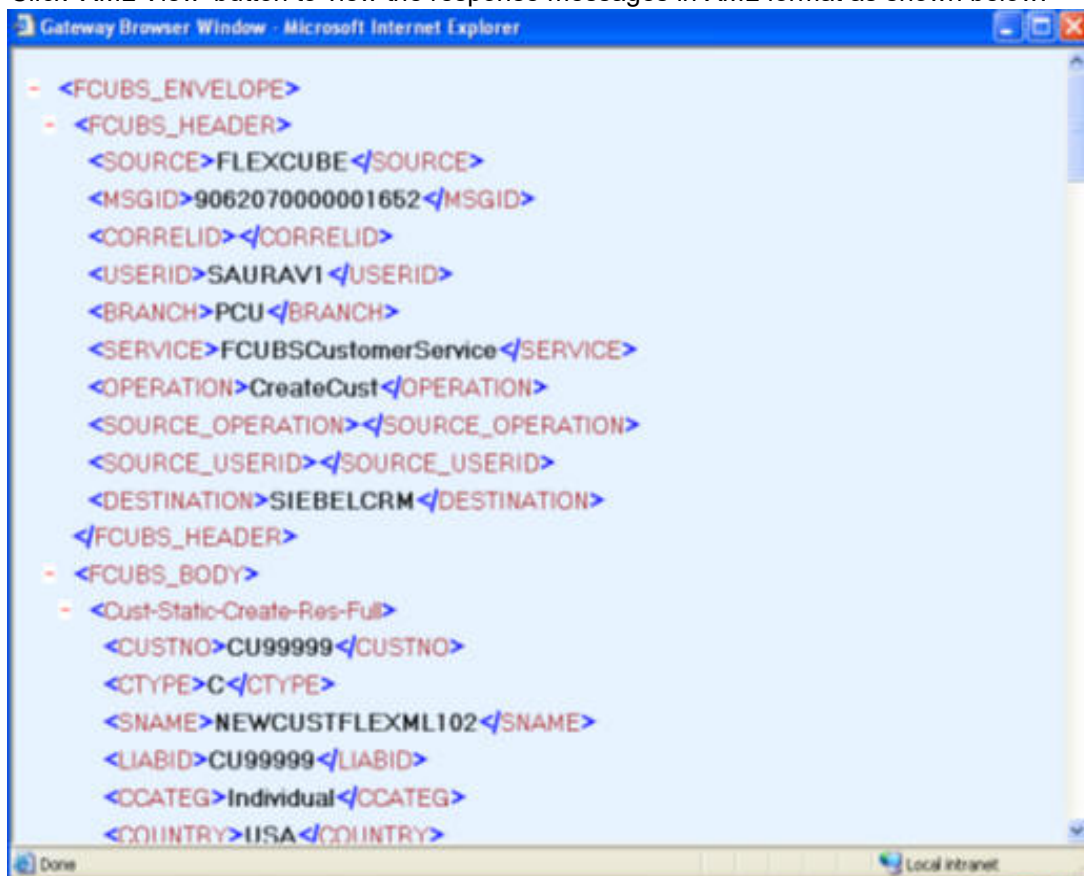 Gateway Browser Window - Microsoft Internet Explorer
- <FCUBS_ENVELOPE>
- <FCUBS_HEADER>
<SOURCE>FLEXCUBE</SOURCE>
<MSGID>9062070000001652</MSGID>
<CORRELID></CORRELID>
<USERID>SAURAV1</USERID>
<BRANCH>PCU</BRANCH>
<SERVICE>FCUBSCustomerService</SERVICE>
<OPERATION>CreateCust</OPERATION>
<SOURCE_OPERATION></SOURCE_OPERATION>
<SOURCE_USERID></SOURCE_USERID>
<DESTINATION>SIEBELCRM</DESTINATION>
</FCUBS_HEADER>
- <FCUBS_BODY>
- <Cust-Static-Create-Res-Full>
<CUSTNO>CU99999</CUSTNO>
<CTYPE>C</CTYPE>
<SNAME>NEWCUSTFLEXML102</SNAME>
<LIABID>CU99999</LIABID>
<CCATEG>Individual</CCATEG>
<COUNTRY>USA</COUNTRY>
Done Local intranet